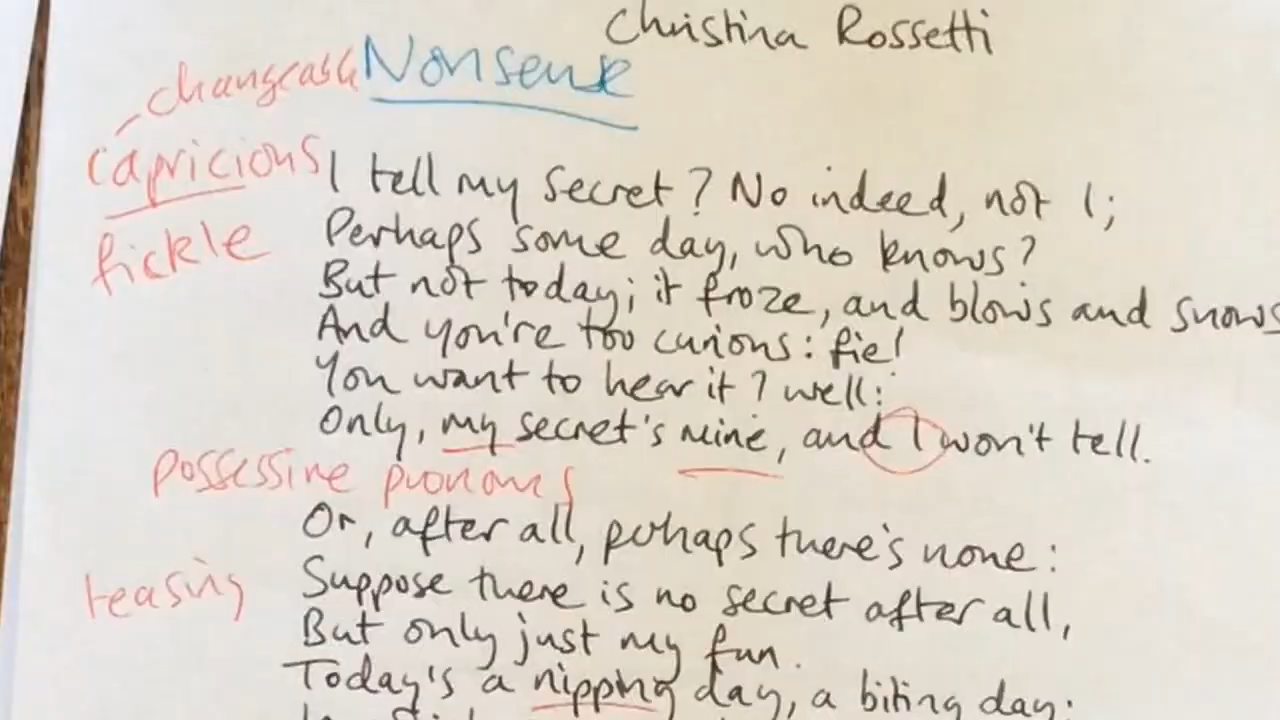 Christina Rossetti
changeable Nonsense
capricious
I tell my secret? No indeed, not I;
fickle
Perhaps some day, who knows?
But not today; it froze, and blows and snows
And you're too curious: fie!
You want to hear it? well:
Only, my secret's mine, and I won't tell.
possessive pronouns
Or, after all, perhaps there's none:
teasing
Suppose there is no secret after all,
But only just my fun.
Today's a nipping day, a biting day;